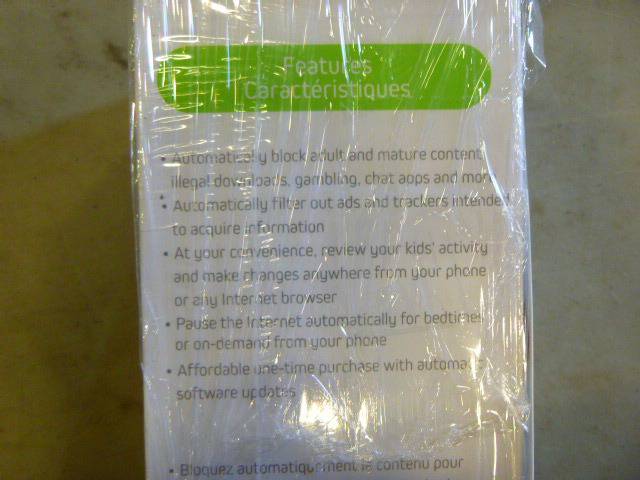 Features
Caractéristiques
• Automatically block adult and mature content,
illegal downloads, gambling, chat apps and more
• Automatically filter out ads and trackers intended
to acquire information
• At your convenience, review your kids' activity
and make changes anywhere from your phone
or any Internet browser
• Pause the Internet automatically for bedtimes
or on-demand from your phone
• Affordable one-time purchase with automatic
software updates
• Bloquez automatiquement le contenu pour